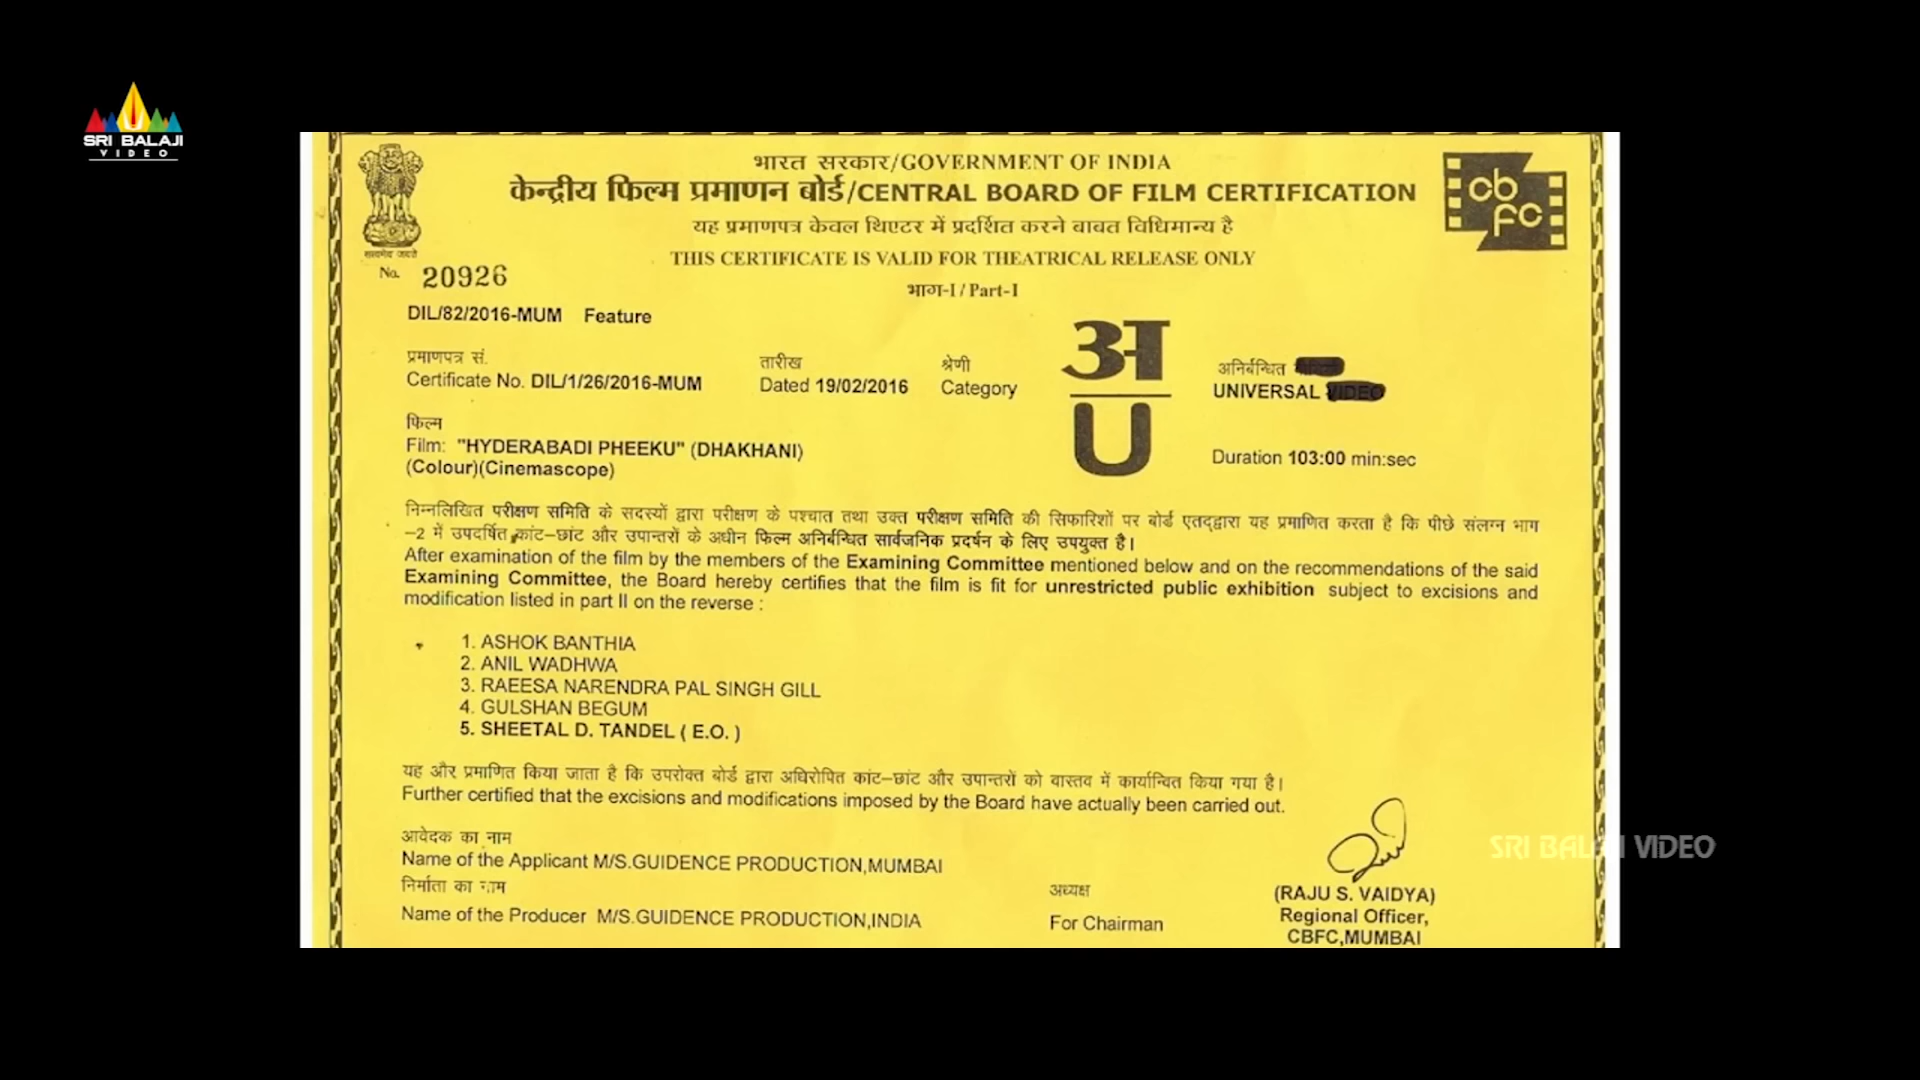 SRI BALAJI
VIDEO
भारत सरकार/GOVERNMENT OF INDIA
केन्द्रीय फिल्म प्रमाणन बोर्ड/CENTRAL BOARD OF FILM CERTIFICATION
cb
fc
यह प्रमाणपत्र केवल थिएटर में प्रदर्शित करने बाबत विधिमान्य है
सत्यमेव जयते
THIS CERTIFICATE IS VALID FOR THEATRICAL RELEASE ONLY
No. 20926
भाग-I / Part-I
DIL/82/2016-MUM Feature
अ
U
प्रमाणपत्र सं. तारीख श्रेणी अनिर्बन्धित
Certificate No. DIL/1/26/2016-MUM Dated 19/02/2016 Category UNIVERSAL VIDEO
फिल्म
Film: "HYDERABADI PHEEKU" (DHAKHANI)
(Colour)(Cinemascope)
Duration 103:00 min:sec
निम्नलिखित परीक्षण समिति के सदस्यों द्वारा परीक्षण के पश्चात तथा उक्त परीक्षण समिति की सिफारिशों पर बोर्ड एतद्द्वारा यह प्रमाणित करता है कि पीछे संलग्न भाग
–2 में उपदर्षित कांट–छांट और उपान्तरों के अधीन फिल्म अनिर्बन्धित सार्वजनिक प्रदर्षन के लिए उपयुक्त है।
After examination of the film by the members of the Examining Committee mentioned below and on the recommendations of the said
Examining Committee, the Board hereby certifies that the film is fit for unrestricted public exhibition subject to excisions and
modification listed in part II on the reverse :
1. ASHOK BANTHIA
2. ANIL WADHWA
3. RAEESA NARENDRA PAL SINGH GILL
4. GULSHAN BEGUM
5. SHEETAL D. TANDEL ( E.O. )
यह और प्रमाणित किया जाता है कि उपरोक्त बोर्ड द्वारा अधिरोपित कांट–छांट और उपान्तरों को वास्तव में कार्यान्वित किया गया है।
Further certified that the excisions and modifications imposed by the Board have actually been carried out.
आवेदक का नाम
Name of the Applicant M/S.GUIDENCE PRODUCTION,MUMBAI
निर्माता का नाम
Name of the Producer M/S.GUIDENCE PRODUCTION,INDIA
अध्यक्ष
For Chairman
(RAJU S. VAIDYA)
Regional Officer,
CBFC,MUMBAI
SRI BALAJI VIDEO